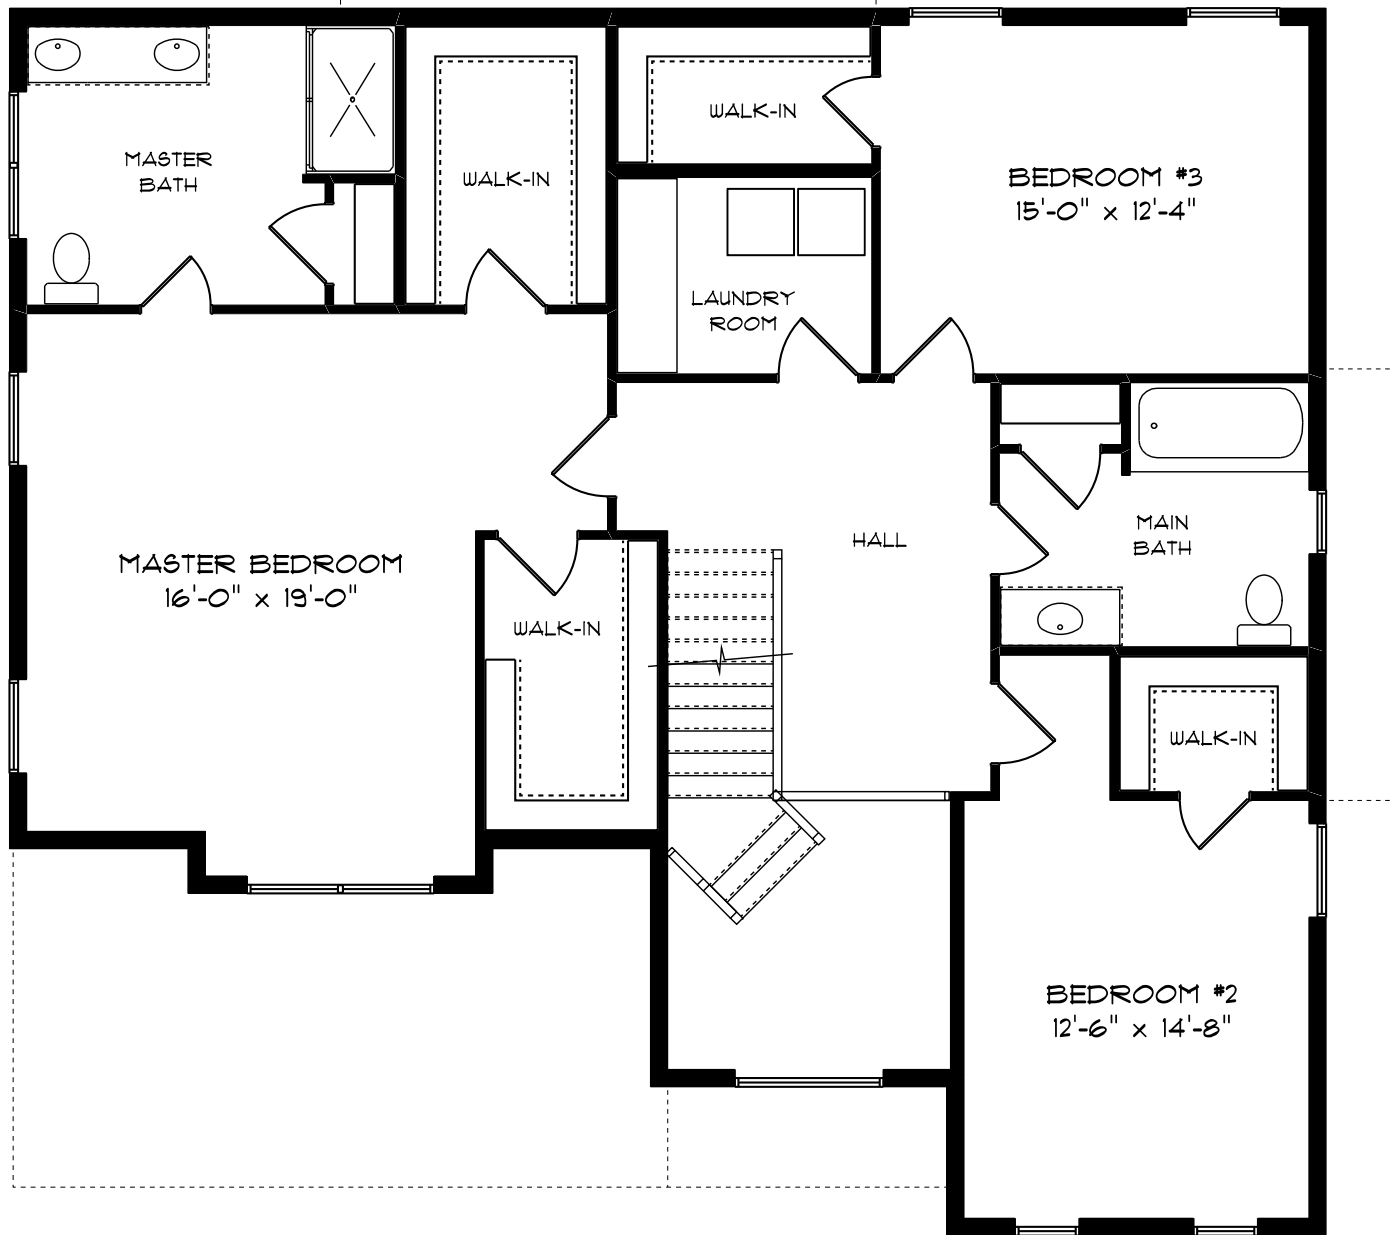 WALK-IN
MASTER
BATH
WALK-IN
BEDROOM #3
15'-0" x 12'-4"
LAUNDRY
ROOM
MAIN
BATH
HALL
MASTER BEDROOM
16'-0" x 19'-0"
WALK-IN
WALK-IN
BEDROOM #2
12'-6" x 14'-8"